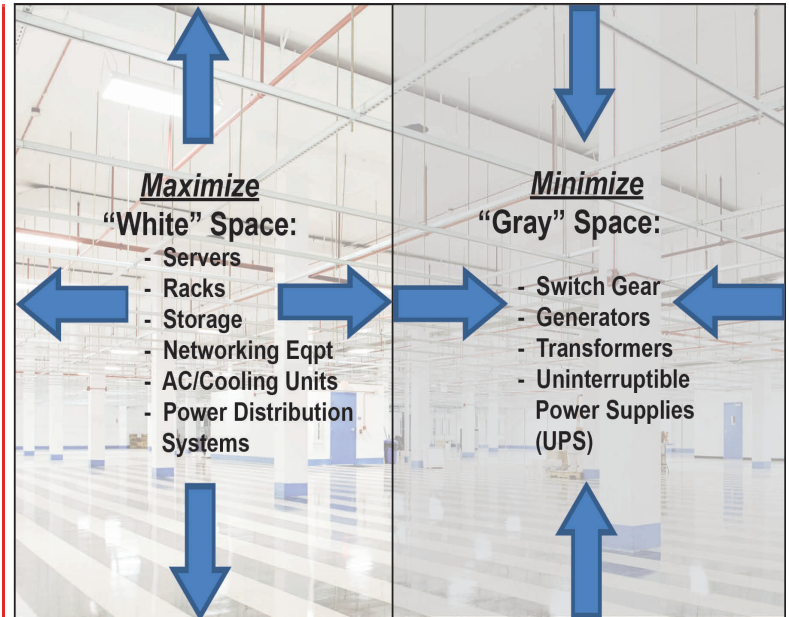 Maximize
“White” Space:
- Servers
- Racks
- Storage
- Networking Eqpt
- AC/Cooling Units
- Power Distribution
Systems
Minimize
“Gray” Space:
- Switch Gear
- Generators
- Transformers
- Uninterruptible
Power Supplies
(UPS)